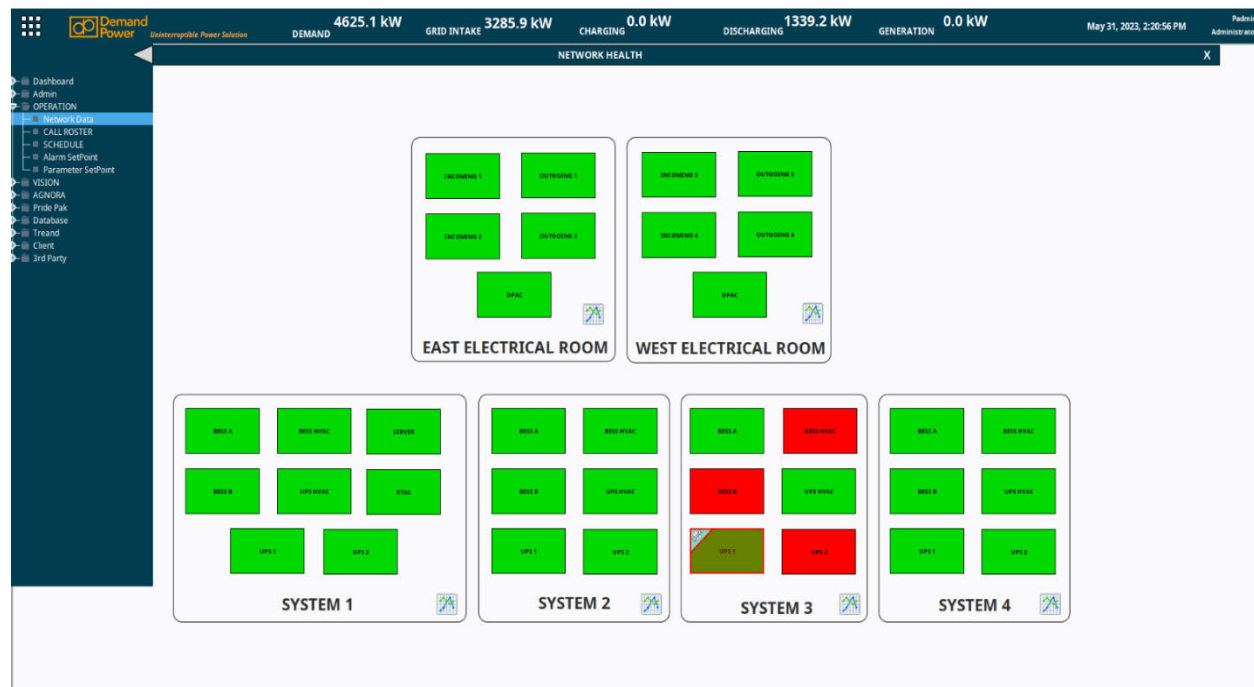 Demand Power
Uninterruptible Power Solution
DEMAND 4625.1 kW
GRID INTAKE 3285.9 kW
CHARGING 0.0 kW
DISCHARGING 1339.2 kW
GENERATION 0.0 kW
May 31, 2023, 2:20:56 PM
Padmin
Administrato
NETWORK HEALTH X
Dashboard
Admin
OPERATION
Network Data
CALL ROSTER
SCHEDULE
Alarm SetPoint
Parameter SetPoint
VISION
AGNORA
Pride Pak
Database
Treand
Client
3rd Party
INCOMING 1 OUTGOING 1
INCOMING 2 OUTGOING 2
DPAC
EAST ELECTRICAL ROOM
INCOMING 3 OUTGOING 3
INCOMING 4 OUTGOING 4
DPAC
WEST ELECTRICAL ROOM
BESS A BESS HVAC SERVER
BESS B UPS HVAC RTAC
UPS 1 UPS 2
SYSTEM 1
BESS A BESS HVAC
BESS B UPS HVAC
UPS 1 UPS 2
SYSTEM 2
BESS A BESS HVAC
BESS B UPS HVAC
UPS 1 UPS 2
SYSTEM 3
BESS A BESS HVAC
BESS B UPS HVAC
UPS 1 UPS 2
SYSTEM 4